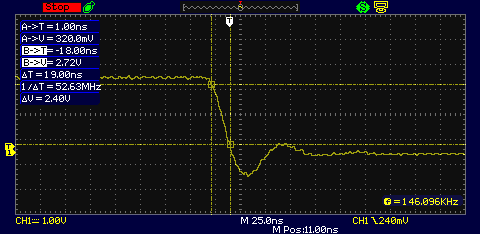 Stop
T
A->T = 1.00ns
A->V = 320.0mV
B->T = -18.00ns
B->V = 2.72V
ΔT = 19.00ns
1/ΔT = 52.63MHz
ΔV = 2.40V
T
1
F = 146.096KHz
CH1 1.00V
M 25.0ns
CH1 240mV
M Pos:11.00ns